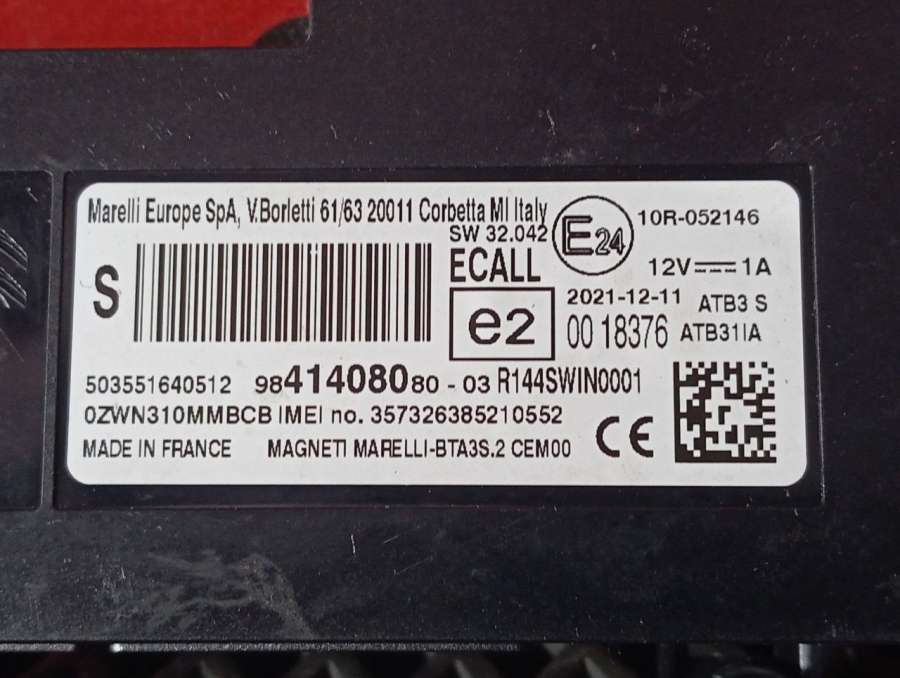 Marelli Europe SpA, V.Borletti 61/63 20011 Corbetta MI Italy
SW 32.042
E24
10R-052146
S
ECALL
12V⎓1A
e2
2021-12-11
ATB3 S
00 18376
ATB31IA
503551640512 9841408080 - 03 R144SWIN0001
0ZWN310MMBCB IMEI no. 357326385210552
MADE IN FRANCE MAGNETI MARELLI-BTA3S.2 CEM00
CE